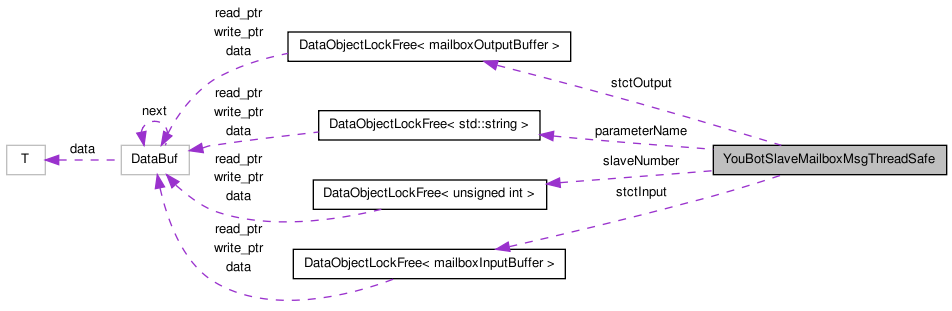 read_ptr
write_ptr
data
DataObjectLockFree< mailboxOutputBuffer >
stctOutput
read_ptr
write_ptr
data
next
DataObjectLockFree< std::string >
parameterName
T
data
DataBuf
YouBotSlaveMailboxMsgThreadSafe
read_ptr
write_ptr
data
DataObjectLockFree< unsigned int >
slaveNumber
stctInput
read_ptr
write_ptr
data
DataObjectLockFree< mailboxInputBuffer >